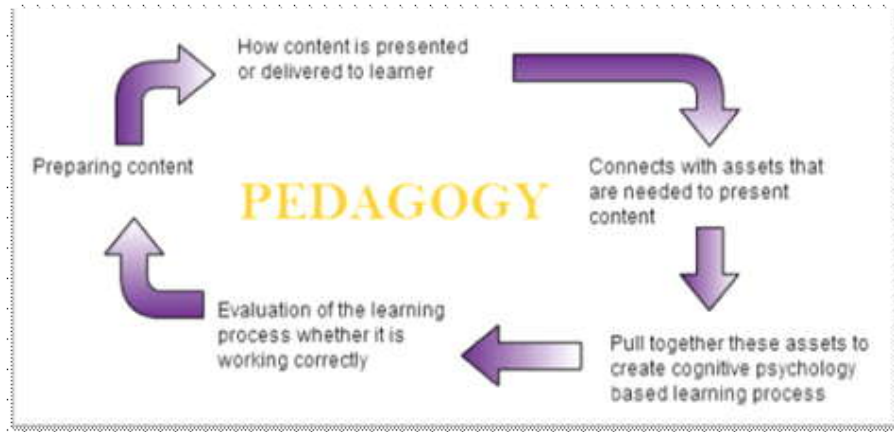 How content is presented
or delivered to learner
Connects with assets that
are needed to present
content
Pull together these assets to
create cognitive psychology
based learning process
Evaluation of the learning
process whether it is
working correctly
Preparing content
PEDAGOGY